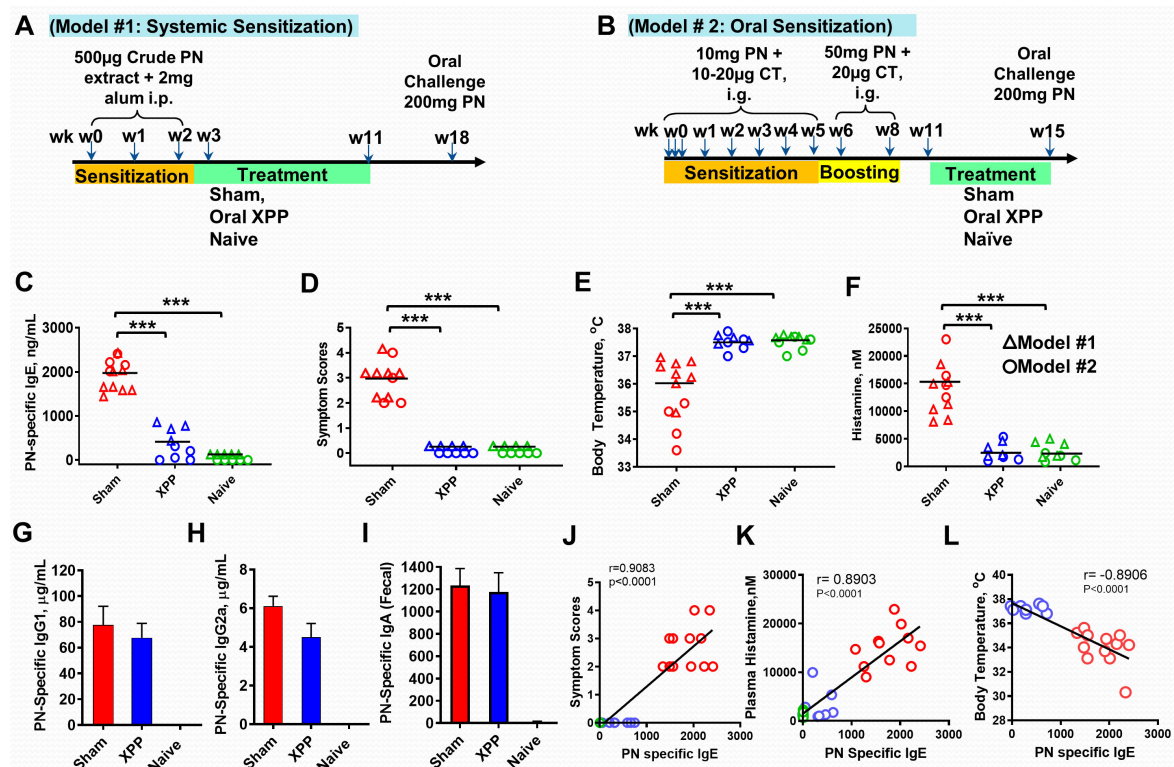 A (Model #1: Systemic Sensitization)
500µg Crude PN
extract + 2mg
alum i.p.
Oral
Challenge
200mg PN
wk w0 w1 w2 w3 w11 w18
Sensitization Treatment
Sham,
Oral XPP
Naive
B (Model # 2: Oral Sensitization)
10mg PN +
10-20µg CT,
i.g.
50mg PN +
20µg CT,
i.g.
Oral
Challenge
200mg PN
wk w0 w1 w2 w3 w4 w5 w6 w8 w11 w15
Sensitization Boosting Treatment
Sham
Oral XPP
Naïve
C
PN-specific IgE, ng/mL
3000
2000
1000
0
***
***
Sham XPP Naive
D
Symptom Scores
5
4
3
2
1
0
***
***
Sham XPP Naive
E
Body Temperature, °C
38
37
36
35
34
33
***
***
Sham XPP Naive
F
Histamine, nM
25000
20000
15000
10000
5000
0
***
***
Model #1
Model #2
Sham XPP Naive
G
PN-Specific IgG1, µg/mL
120
100
80
60
40
20
0
Sham XPP Naive
H
PN-Specific IgG2a, µg/mL
8
6
4
2
0
Sham XPP Naive
I
PN-Specific IgA (Fecal)
1400
1200
1000
800
600
400
200
0
Sham XPP Naive
J
r=0.9083
p<0.0001
Symptom Scores
5
4
3
2
1
0
0 1000 2000 3000
PN specific IgE
K
r= 0.8903
P<0.0001
Plasma Histamine,nM
30000
20000
10000
0
0 1000 2000 3000
PN Specific IgE
L
r= -0.8906
P<0.0001
Body Temperature, °C
40
38
36
34
32
30
28
0 1000 2000 3000
PN specific IgE